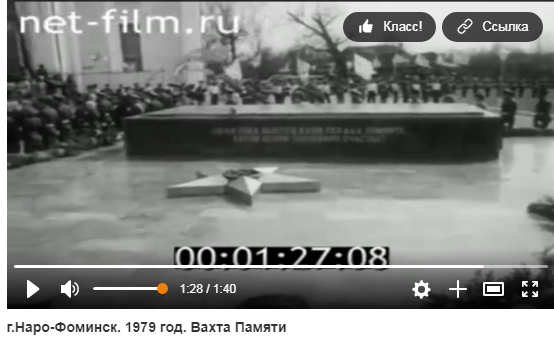 net-film.ru
Класс!
Ссылка
00:01:27:08
1:28 / 1:40
г.Наро-Фоминск. 1979 год. Вахта Памяти